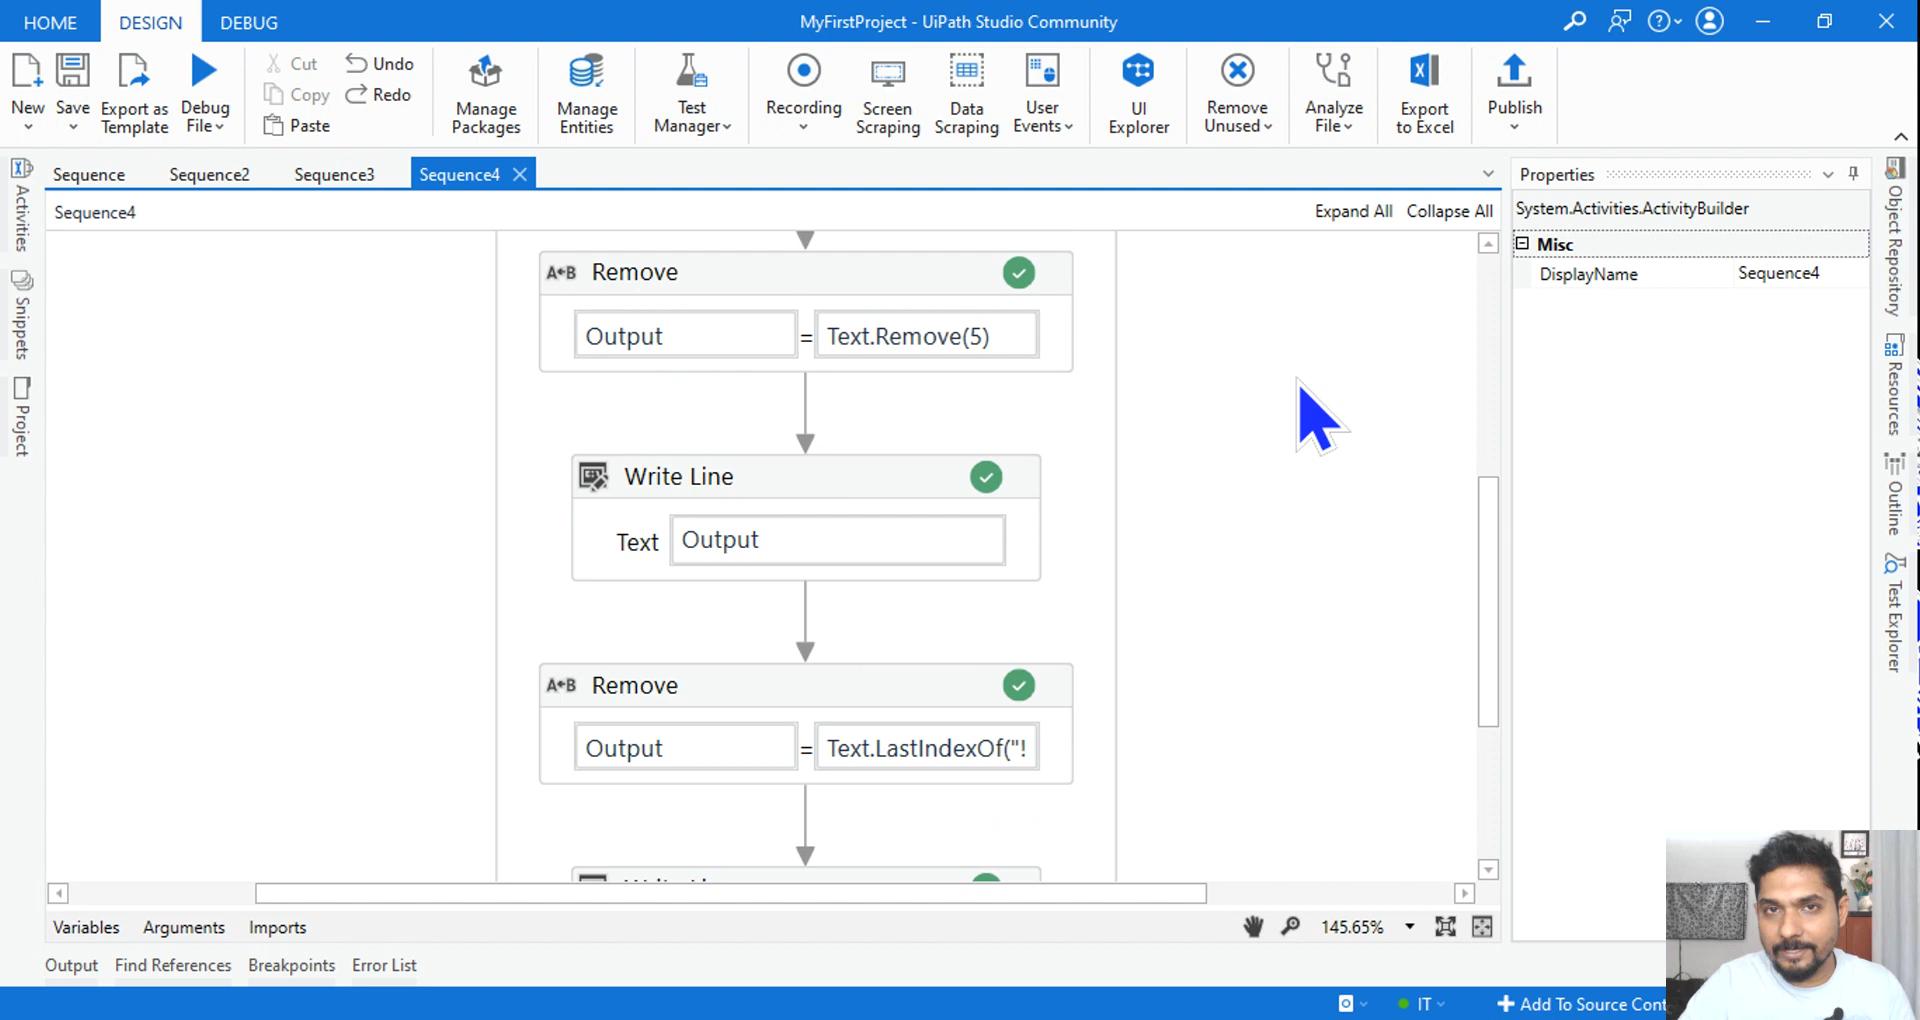 HOME DESIGN DEBUG MyFirstProject - UiPath Studio Community
New Save Export as Template Debug File Cut Copy Paste Undo Redo Manage Packages Manage Entities Test Manager Recording Screen Scraping Data Scraping User Events UI Explorer Remove Unused Analyze File Export to Excel Publish
Sequence Sequence2 Sequence3 Sequence4
Sequence4 Expand All Collapse All
Activities
Snippets
Project
A B Remove
Output = Text.Remove(5)
Write Line
Text Output
A B Remove
Output = Text.LastIndexOf("!
Properties
System.Activities.ActivityBuilder
Misc
DisplayName Sequence4
Object Repository
Resources
Outline
Test Explorer
Variables Arguments Imports 145.65%
Output Find References Breakpoints Error List
IT Add To Source Cont